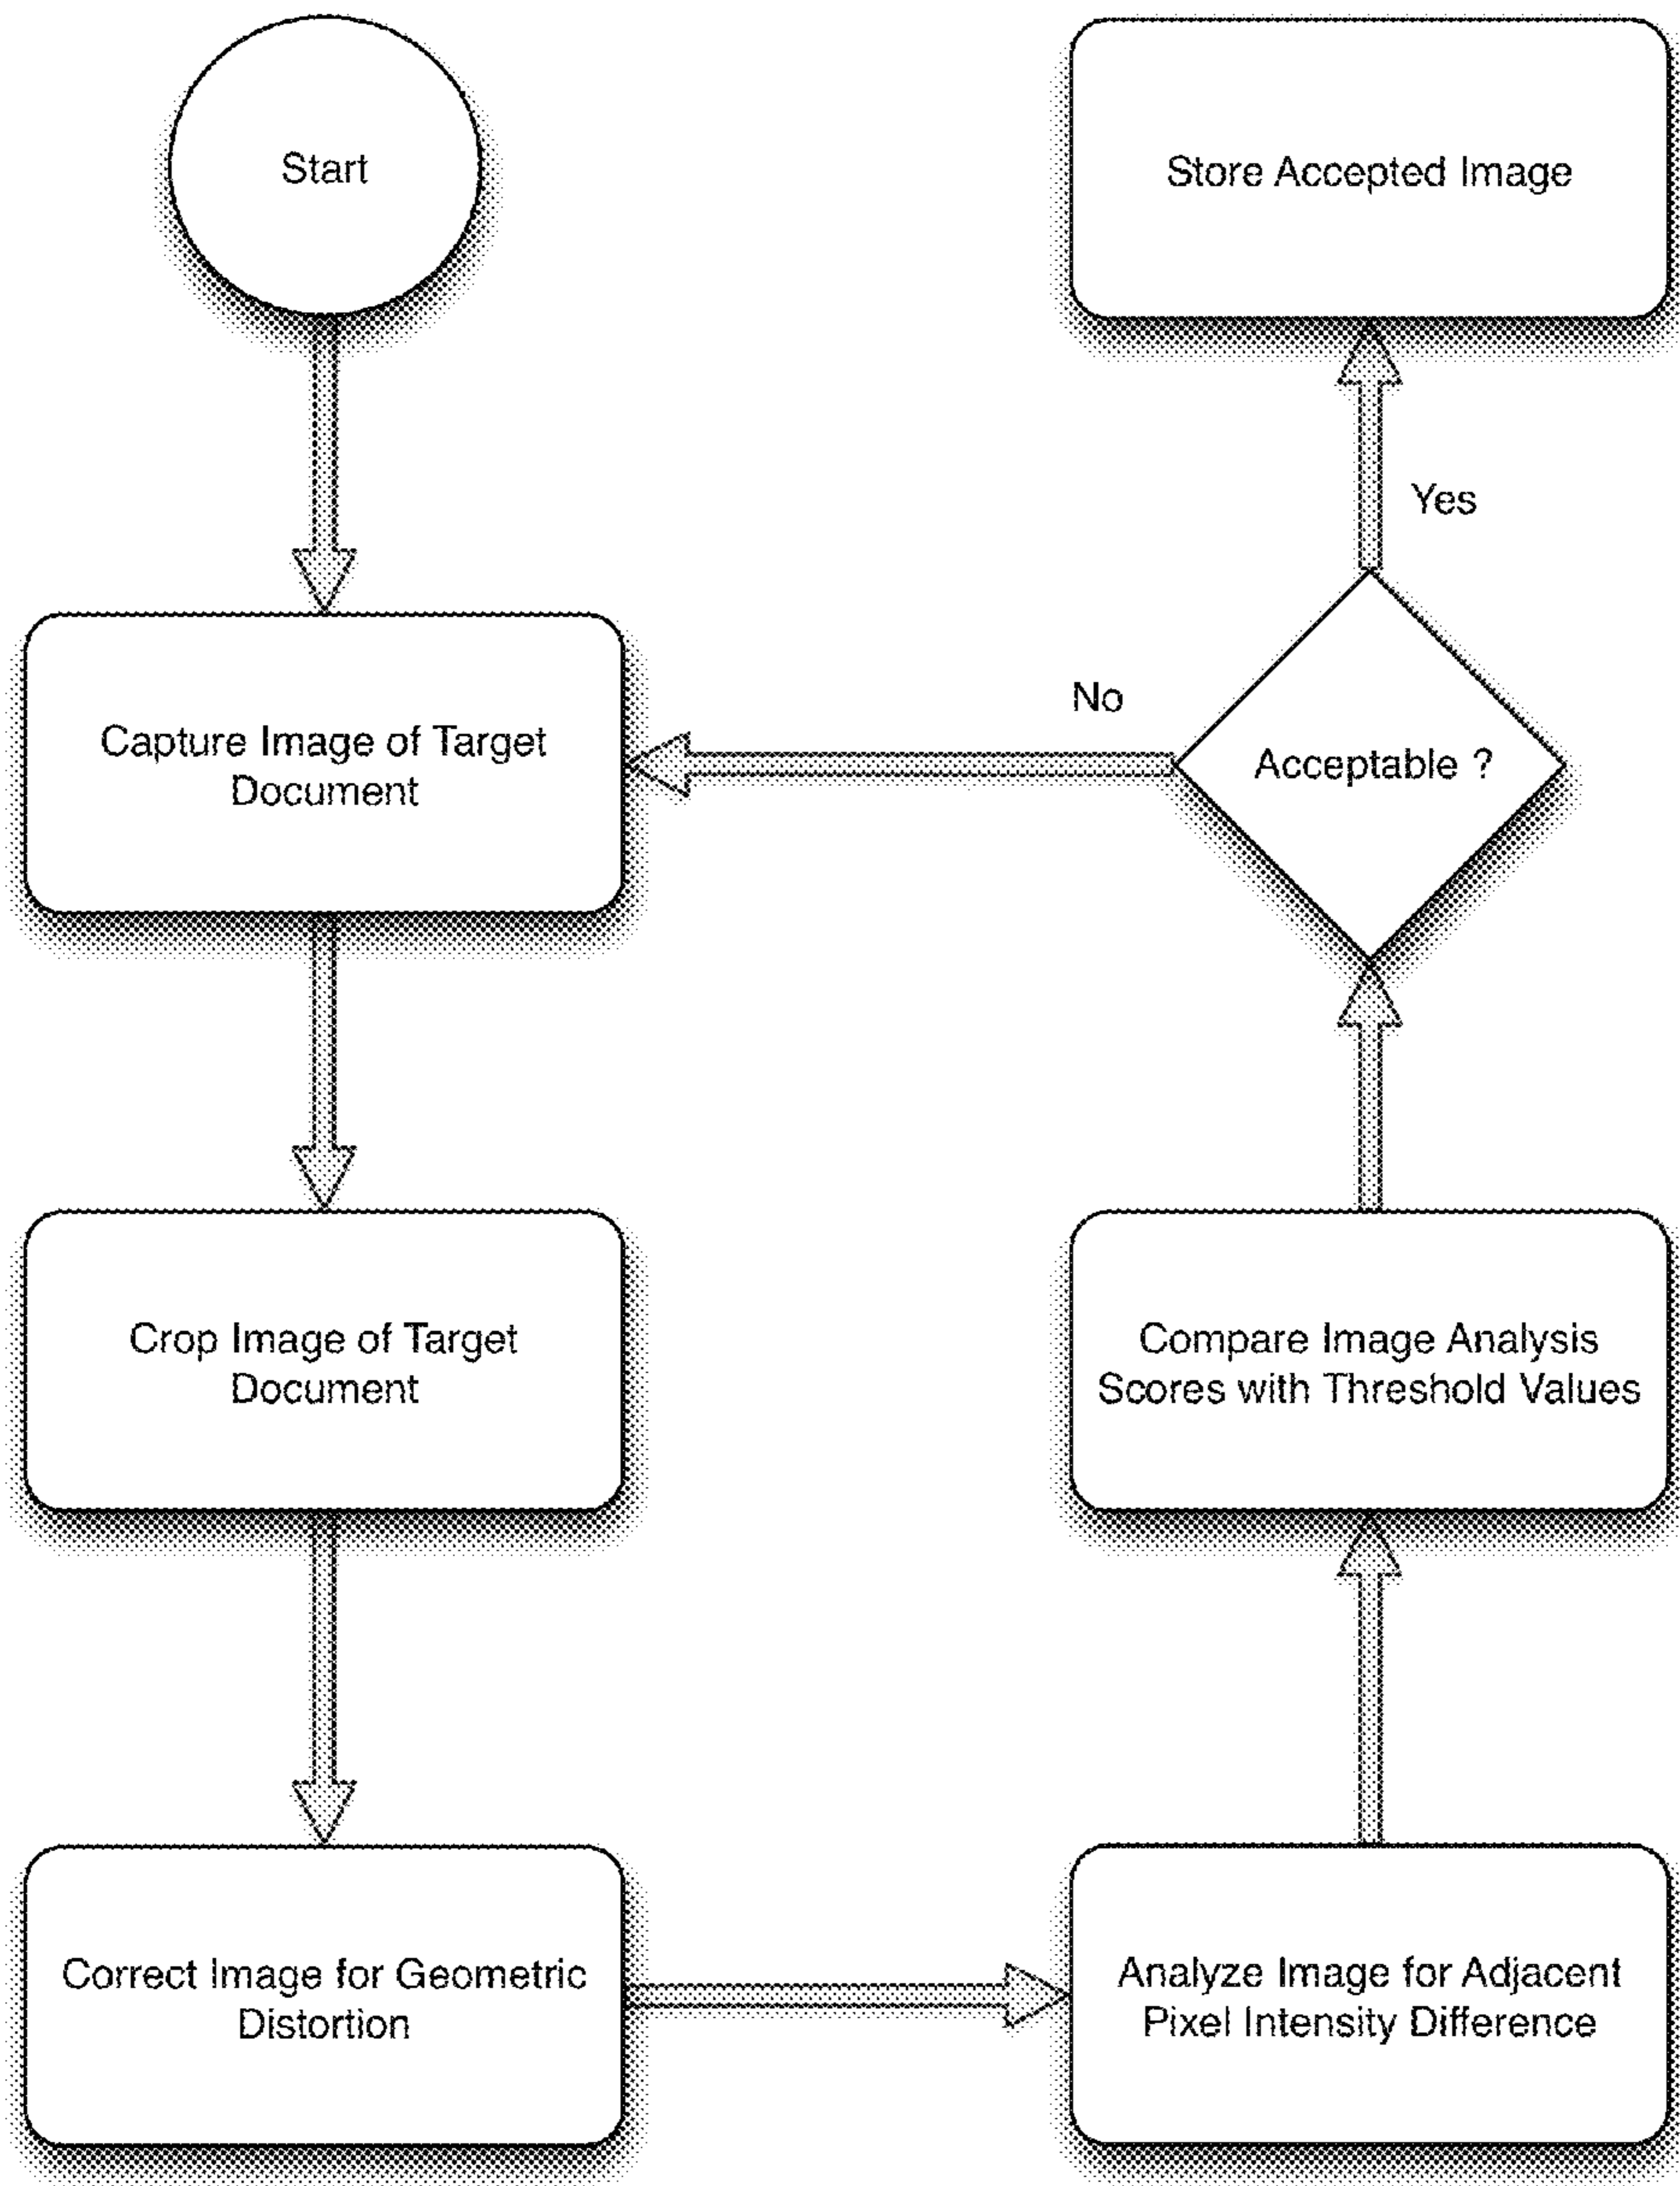 Start
Capture Image of Target
Document
Crop Image of Target
Document
Correct Image for Geometric
Distortion
Analyze Image for Adjacent
Pixel Intensity Difference
Compare Image Analysis
Scores with Threshold Values
Acceptable ?
No
Yes
Store Accepted Image